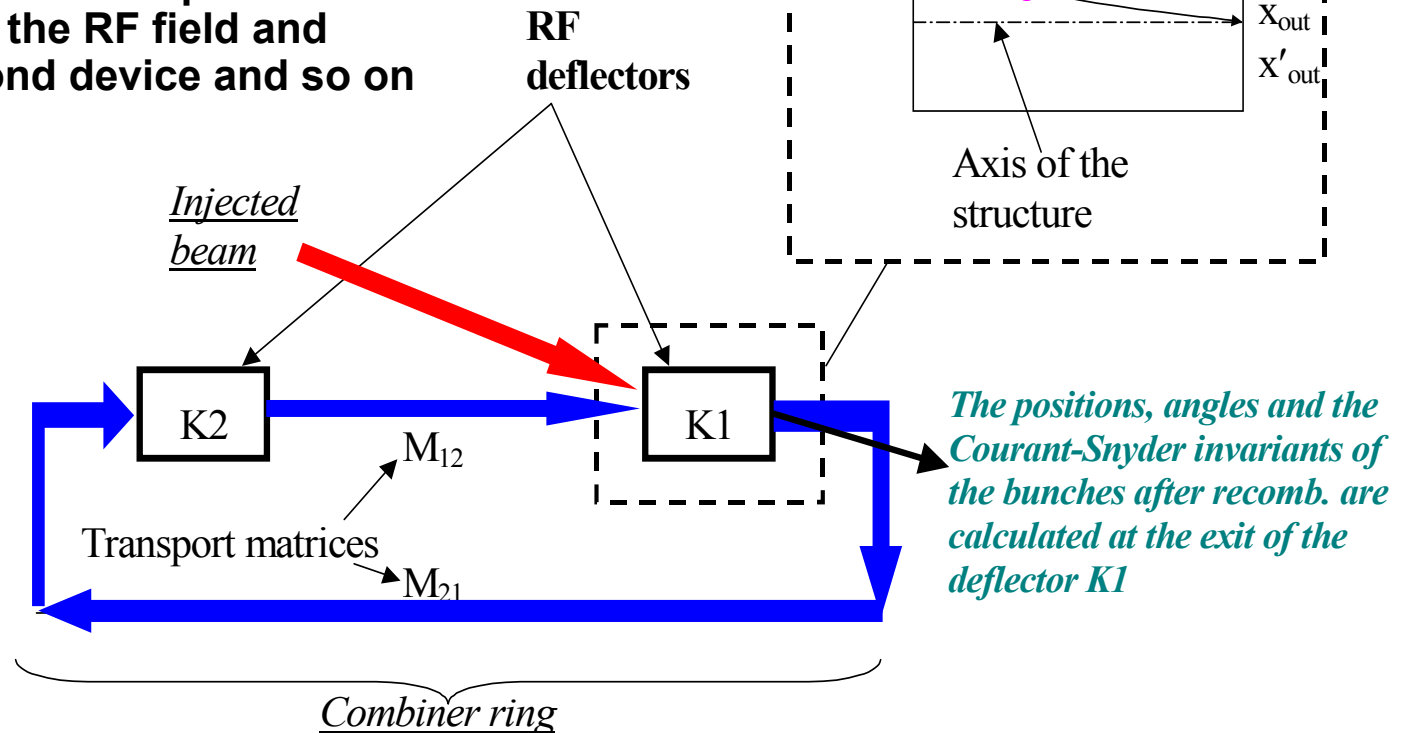 the RF field and
ond device and so on
RF
deflectors
x_out
x'_out
Axis of the
structure
Injected
beam
K2
K1
M_12
Transport matrices
M_21
The positions, angles and the
Courant-Snyder invariants of
the bunches after recomb. are
calculated at the exit of the
deflector K1
Combiner ring